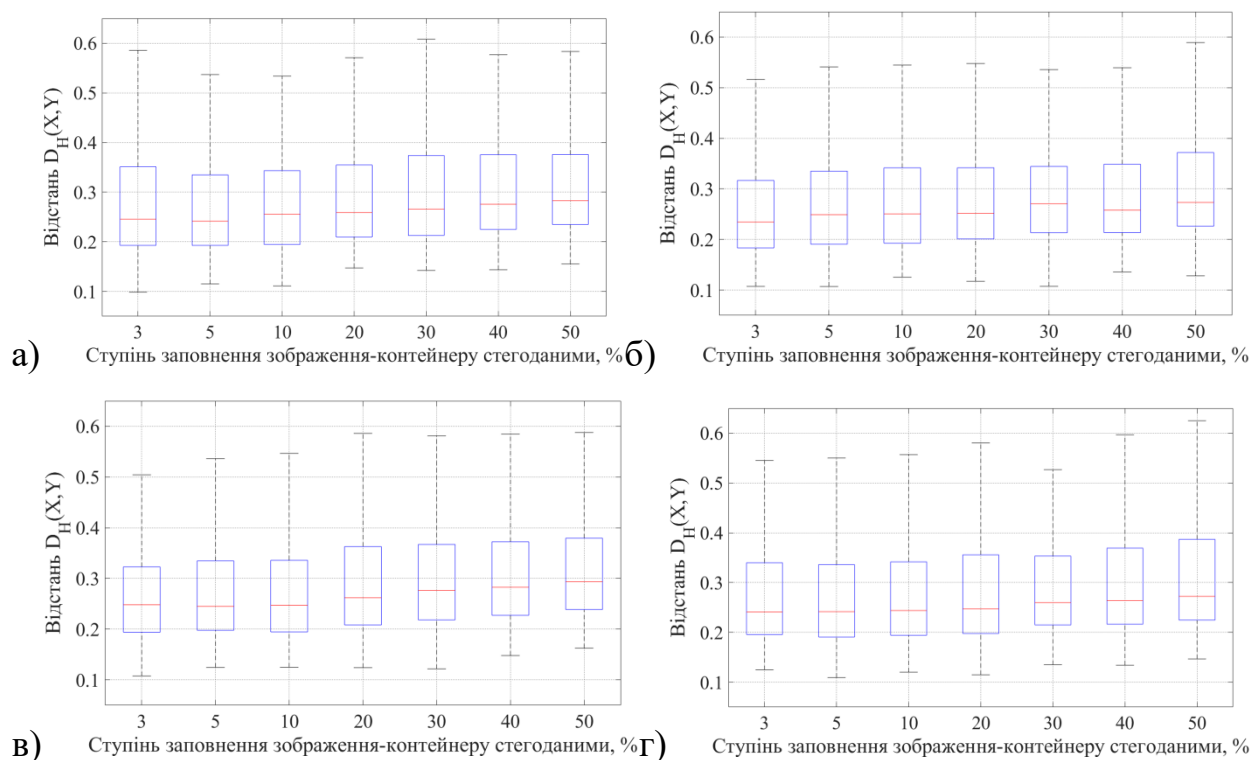 Відстань D_H(X,Y)
0.6
0.5
0.4
0.3
0.2
0.1
3 5 10 20 30 40 50
а) Ступінь заповнення зображення-контейнеру стегоданими, %
Відстань D_H(X,Y)
0.6
0.5
0.4
0.3
0.2
0.1
3 5 10 20 30 40 50
б) Ступінь заповнення зображення-контейнеру стегоданими, %
Відстань D_H(X,Y)
0.6
0.5
0.4
0.3
0.2
0.1
3 5 10 20 30 40 50
в) Ступінь заповнення зображення-контейнеру стегоданими, %
Відстань D_H(X,Y)
0.6
0.5
0.4
0.3
0.2
0.1
3 5 10 20 30 40 50
г) Ступінь заповнення зображення-контейнеру стегоданими, %